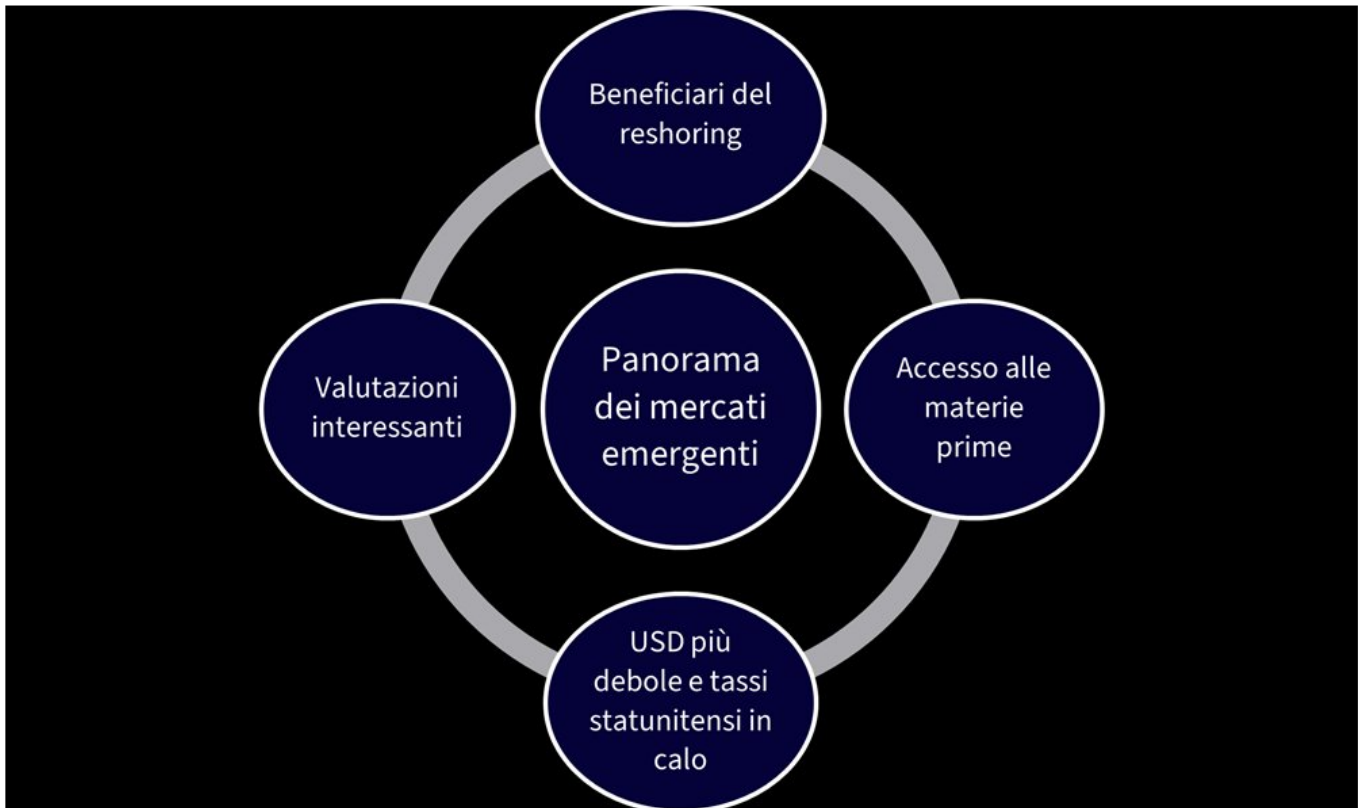 Beneficiari del
reshoring
Valutazioni
interessanti
Panorama
dei mercati
emergenti
Accesso alle
materie
prime
USD più
debole e tassi
statunitensi in
calo